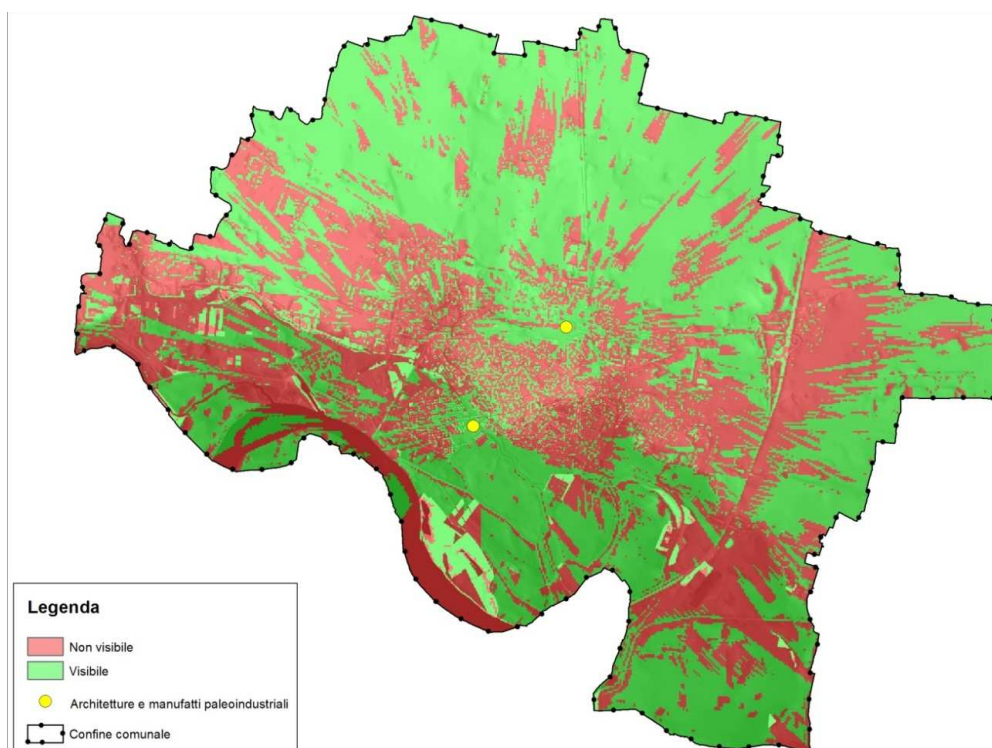 Legenda
Non visibile
Visibile
Architetture e manufatti paleoindustriali
Confine comunale